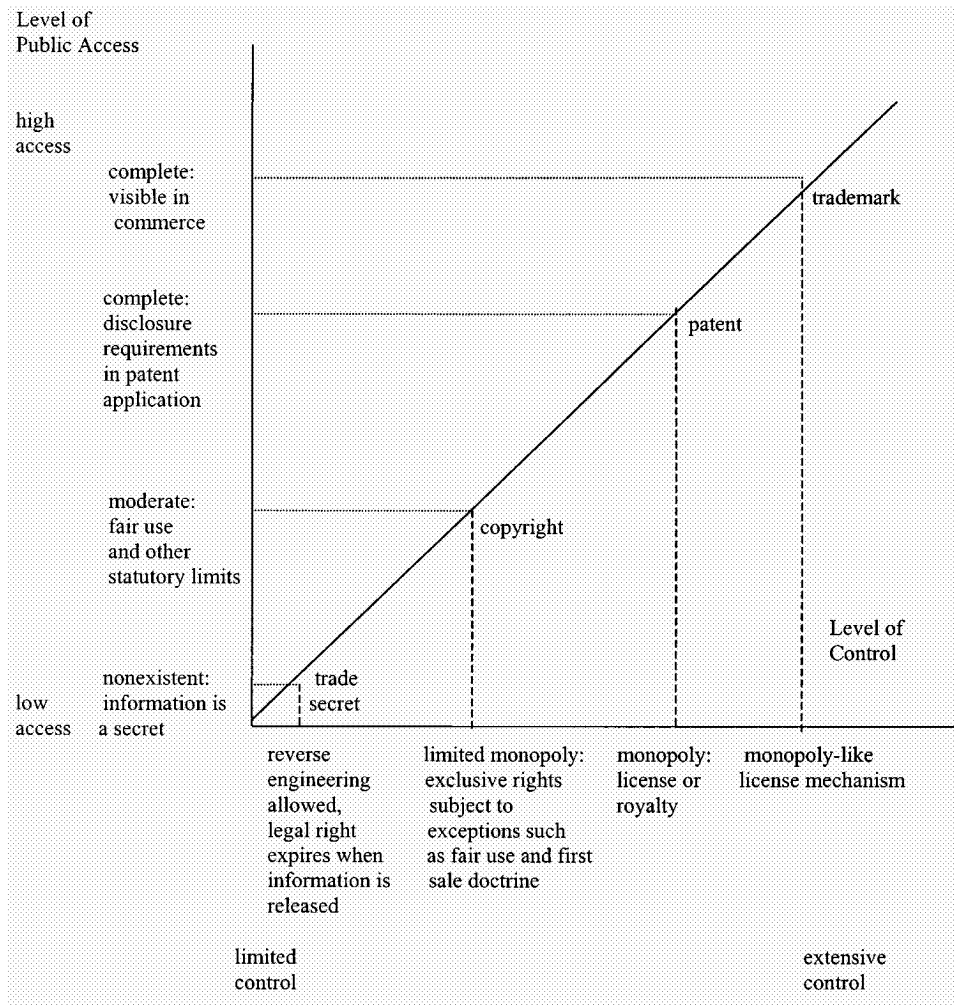 Level of
Public Access
high
access
complete:
visible in
commerce
trademark
complete:
disclosure
requirements
in patent
application
patent
moderate:
fair use
and other
statutory limits
copyright
Level of
Control
nonexistent:
information is
a secret
trade
secret
low
access
reverse
engineering
allowed,
legal right
expires when
information is
released
limited monopoly:
exclusive rights
subject to
exceptions such
as fair use and first
sale doctrine
monopoly:
license or
royalty
monopoly-like
license mechanism
limited
control
extensive
control